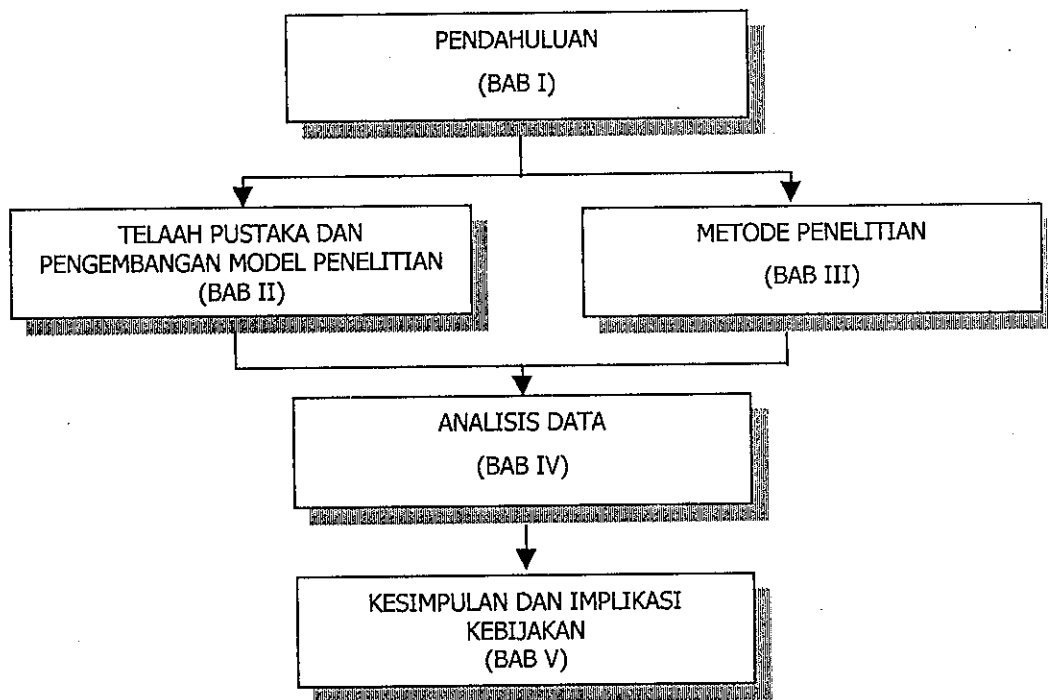 PENDAHULUAN
(BAB I)
TELAAH PUSTAKA DAN
PENGEMBANGAN MODEL PENELITIAN
(BAB II)
METODE PENELITIAN
(BAB III)
ANALISIS DATA
(BAB IV)
KESIMPULAN DAN IMPLIKASI
KEBIJAKAN
(BAB V)